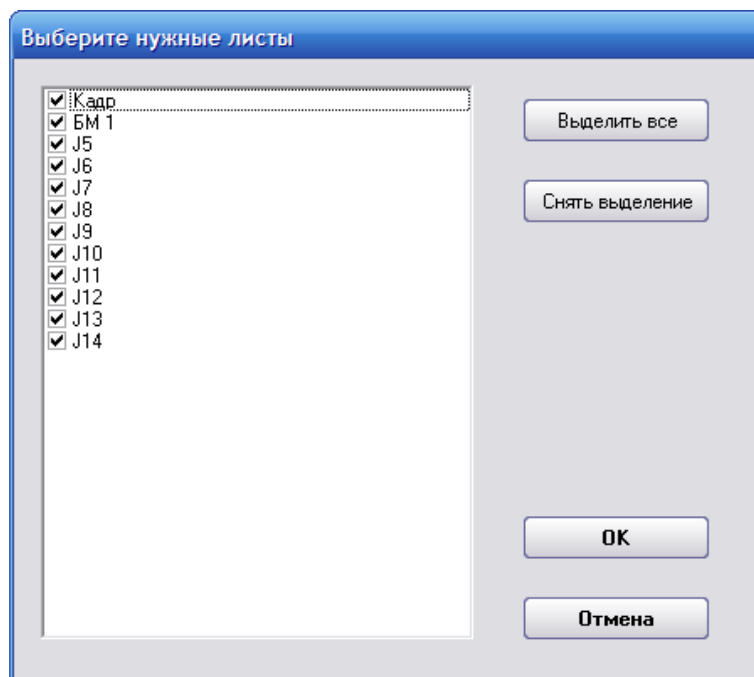 Выберите нужные листы
Кадр
БМ 1
J5
J6
J7
J8
J9
J10
J11
J12
J13
J14
Выделить все
Снять выделение
OK
Отмена